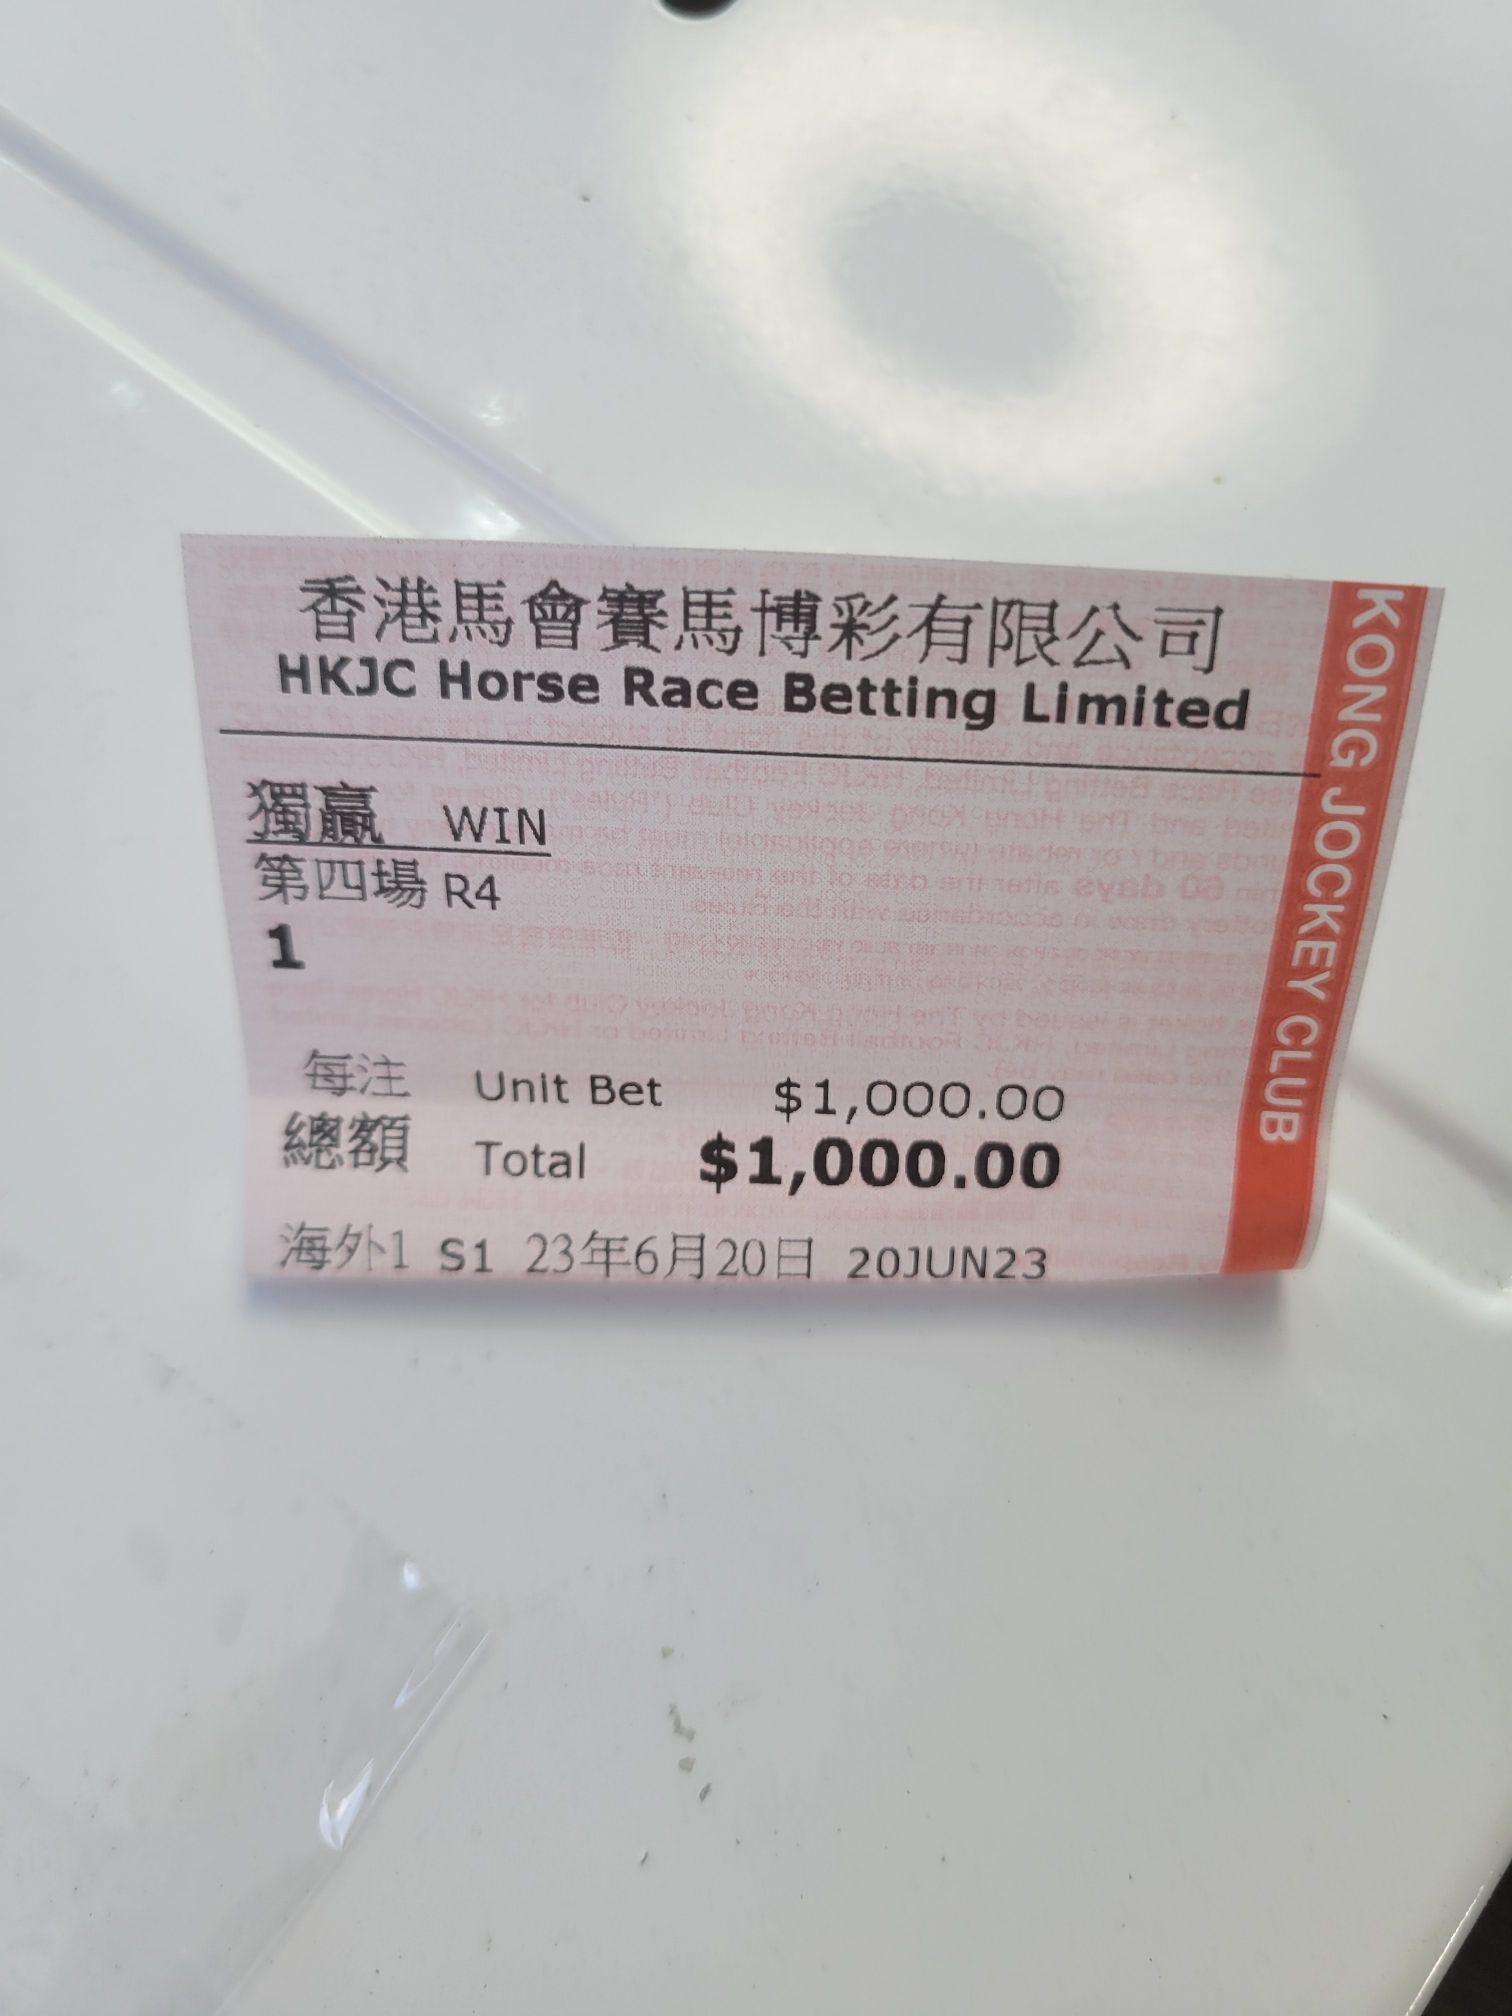 香港馬會賽馬博彩有限公司
HKJC Horse Race Betting Limited
獨贏 WIN
第四場 R4
1
每注 Unit Bet $1,000.00
總額 Total $1,000.00
海外1 S1 23年6月20日 20JUN23
KONG JOCKEY CLUB